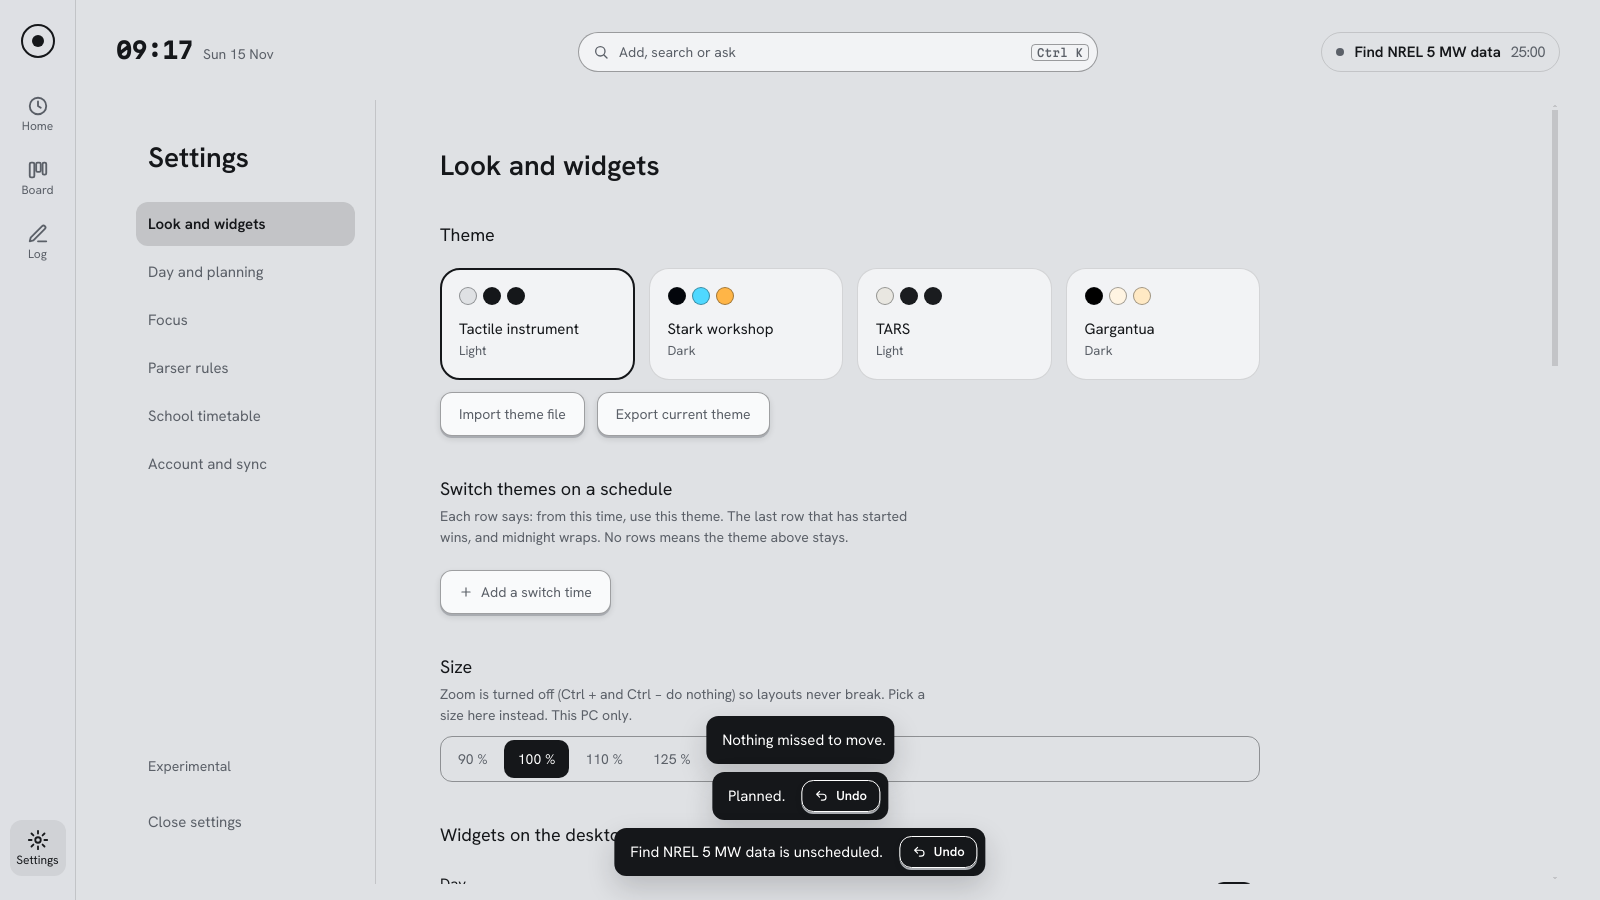 09:17 Sun 15 Nov
Add, search or ask
Ctrl K
Find NREL 5 MW data 25:00
Home
Board
Log
Settings
Settings
Look and widgets
Day and planning
Focus
Parser rules
School timetable
Account and sync
Experimental
Close settings
Look and widgets
Theme
Tactile instrument
Light
Stark workshop
Dark
TARS
Light
Gargantua
Dark
Import theme file
Export current theme
Switch themes on a schedule
Each row says: from this time, use this theme. The last row that has started
wins, and midnight wraps. No rows means the theme above stays.
+ Add a switch time
Size
Zoom is turned off (Ctrl + and Ctrl − do nothing) so layouts never break. Pick a
size here instead. This PC only.
90 % 100 % 110 % 125 %
Widgets on the deskto
Day
Nothing missed to move.
Planned. Undo
Find NREL 5 MW data is unscheduled. Undo